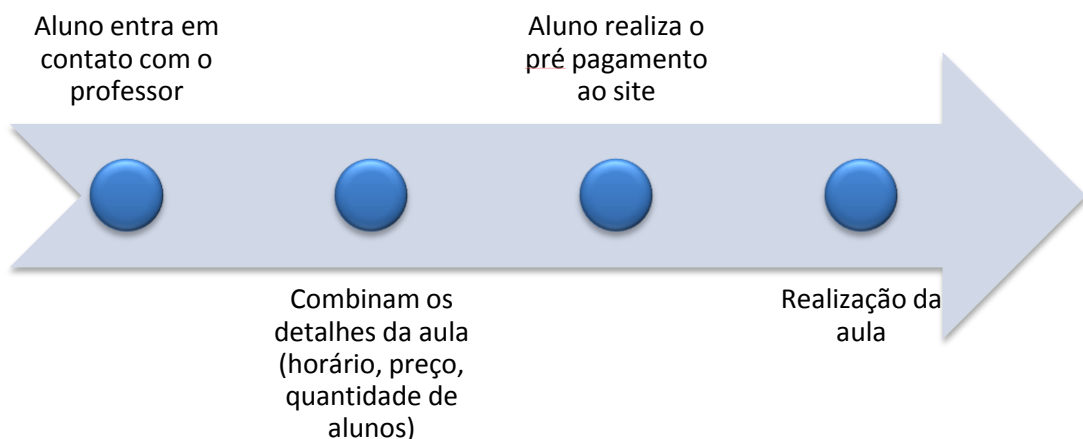 Aluno entra em
contato com o
professor
Combinam os
detalhes da aula
(horário, preço,
quantidade de
alunos)
Aluno realiza o
pré pagamento
ao site
Realização da
aula